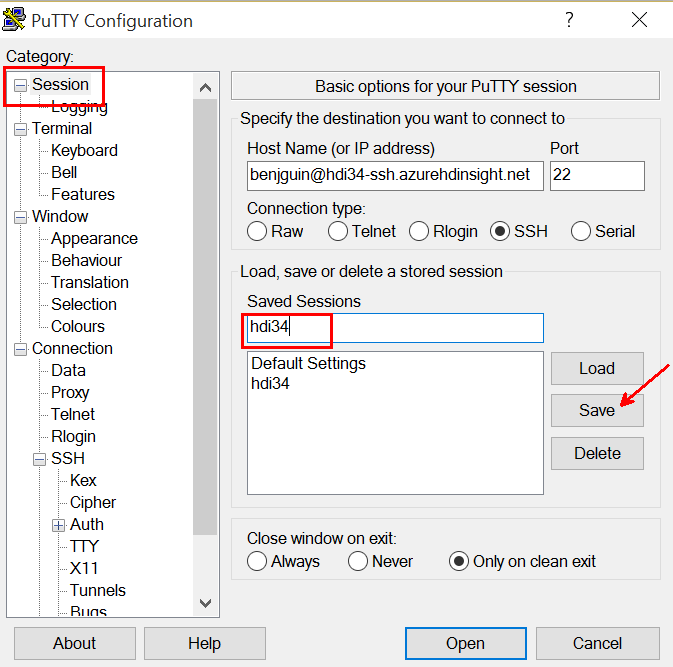 PuTTY Configuration
?
Category:
Session
Logging
Terminal
Keyboard
Bell
Features
Window
Appearance
Behaviour
Translation
Selection
Colours
Connection
Data
Proxy
Telnet
Rlogin
SSH
Kex
Cipher
Auth
TTY
X11
Tunnels
Bugs
Basic options for your PuTTY session
Specify the destination you want to connect to
Host Name (or IP address) Port
benjguin@hdi34-ssh.azurehdinsight.net 22
Connection type:
Raw Telnet Rlogin SSH Serial
Load, save or delete a stored session
Saved Sessions
hdi34
Default Settings
hdi34
Load
Save
Delete
Close window on exit:
Always Never Only on clean exit
About Help Open Cancel